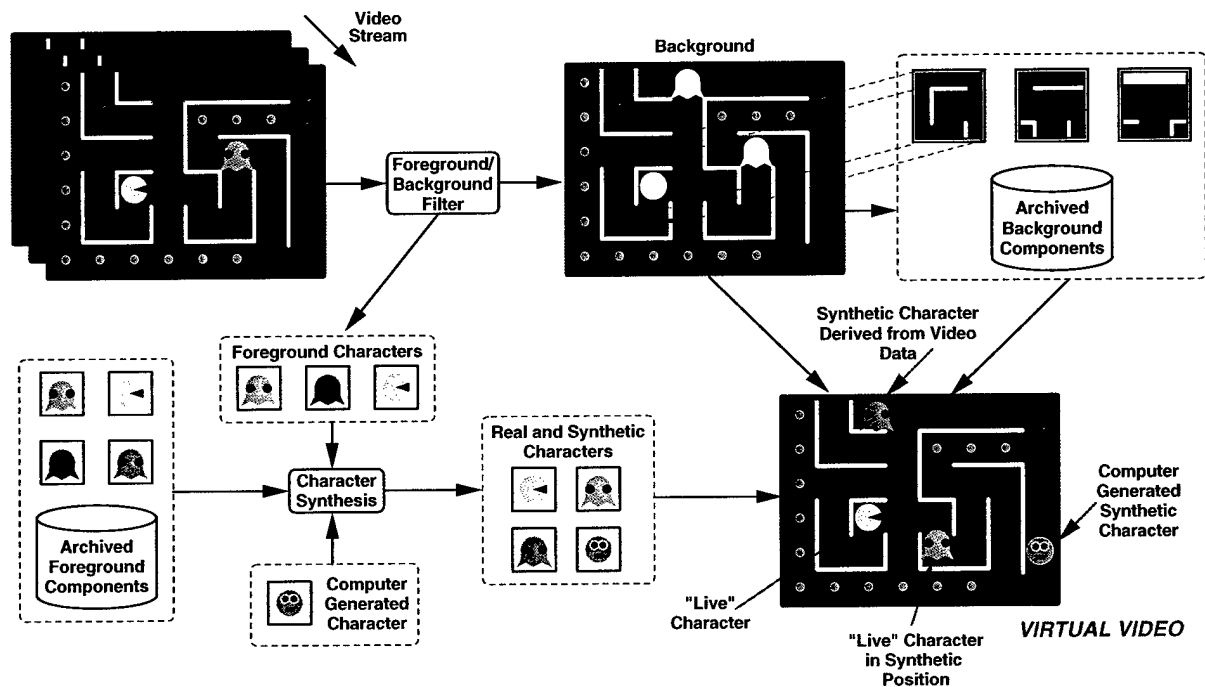 Video
Stream
Background
Foreground/
Background
Filter
Archived
Background
Components
Synthetic Character
Derived from Video
Data
Foreground Characters
Real and Synthetic
Characters
Character
Synthesis
Archived
Foreground
Components
Computer
Generated
Character
Computer
Generated
Synthetic
Character
"Live"
Character
"Live" Character
in Synthetic
Position
VIRTUAL VIDEO